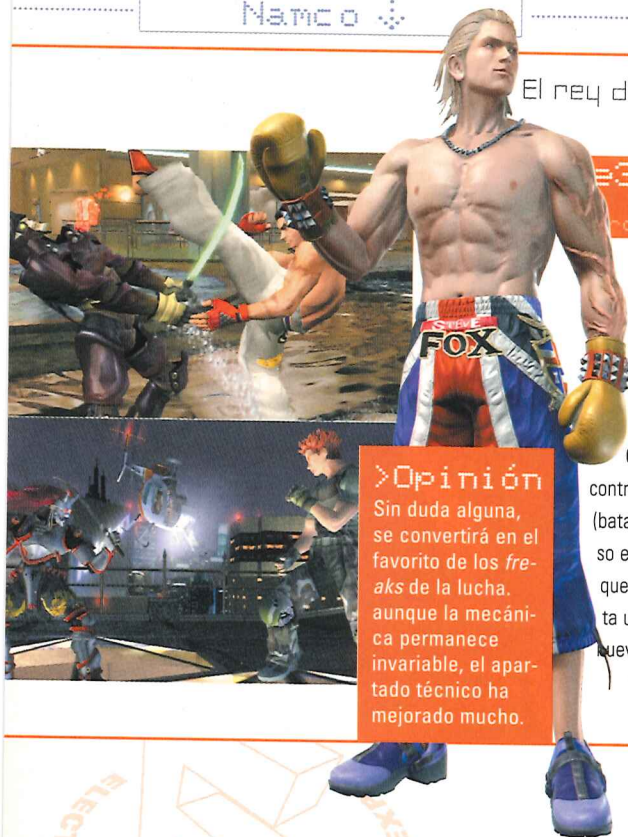 Namco
El rey d
e3
>Opinión
Sin duda alguna,
se convertirá en el
favorito de los fre-
aks de la lucha.
aunque la mecáni-
ca permanece
invariable, el apar-
tado técnico ha
mejorado mucho.
FOX
contr
(bata
so e
que
ta u